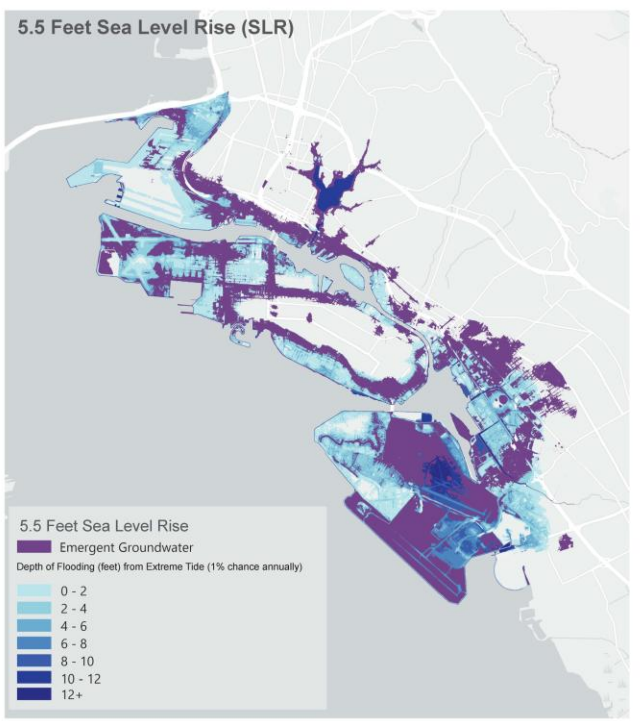 5.5 Feet Sea Level Rise (SLR)
5.5 Feet Sea Level Rise
Emergent Groundwater
Depth of Flooding (feet) from Extreme Tide (1% chance annually)
0 - 2
2 - 4
4 - 6
6 - 8
8 - 10
10 - 12
12+